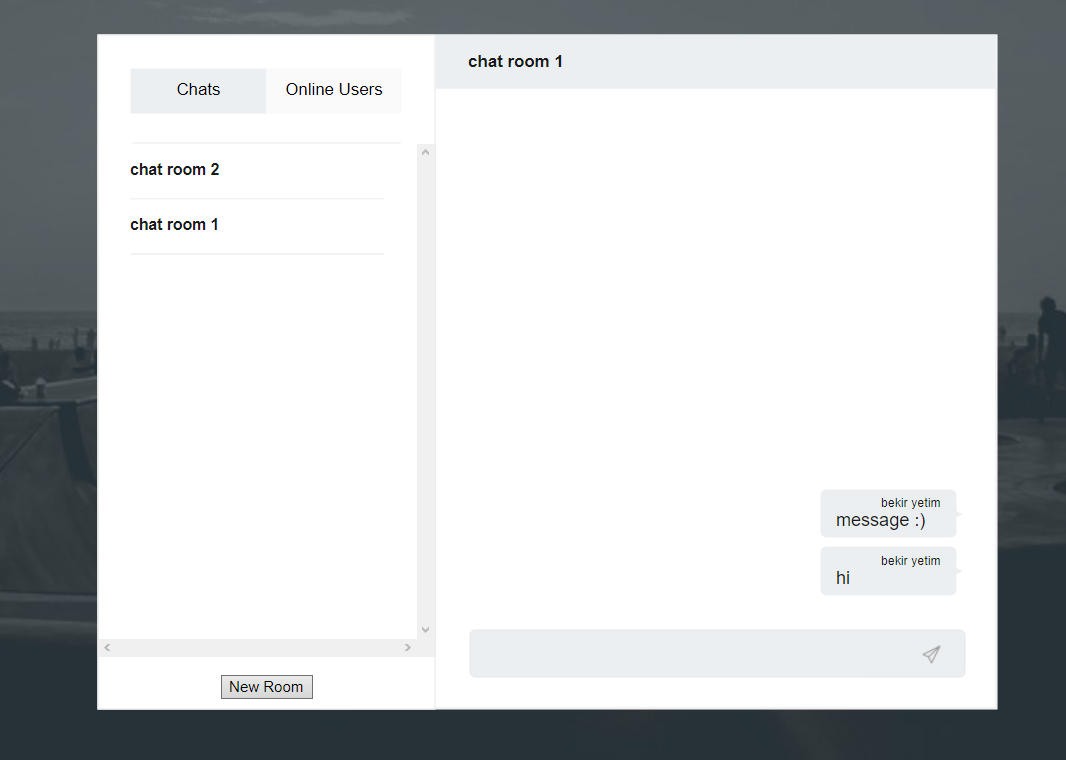 Chats
Online Users
chat room 2
chat room 1
New Room
chat room 1
bekir yetim
message :)
bekir yetim
hi